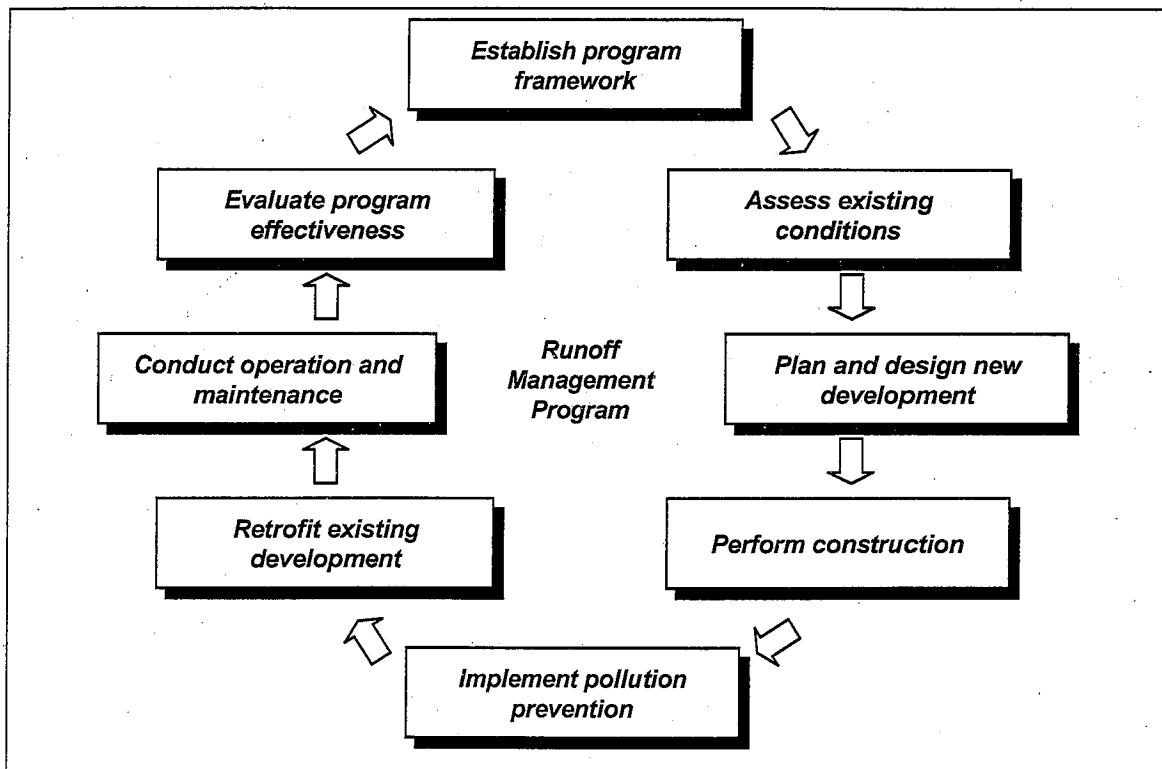 Establish program
framework
Assess existing
conditions
Plan and design new
development
Perform construction
Implement pollution
prevention
Retrofit existing
development
Conduct operation and
maintenance
Evaluate program
effectiveness
Runoff
Management
Program